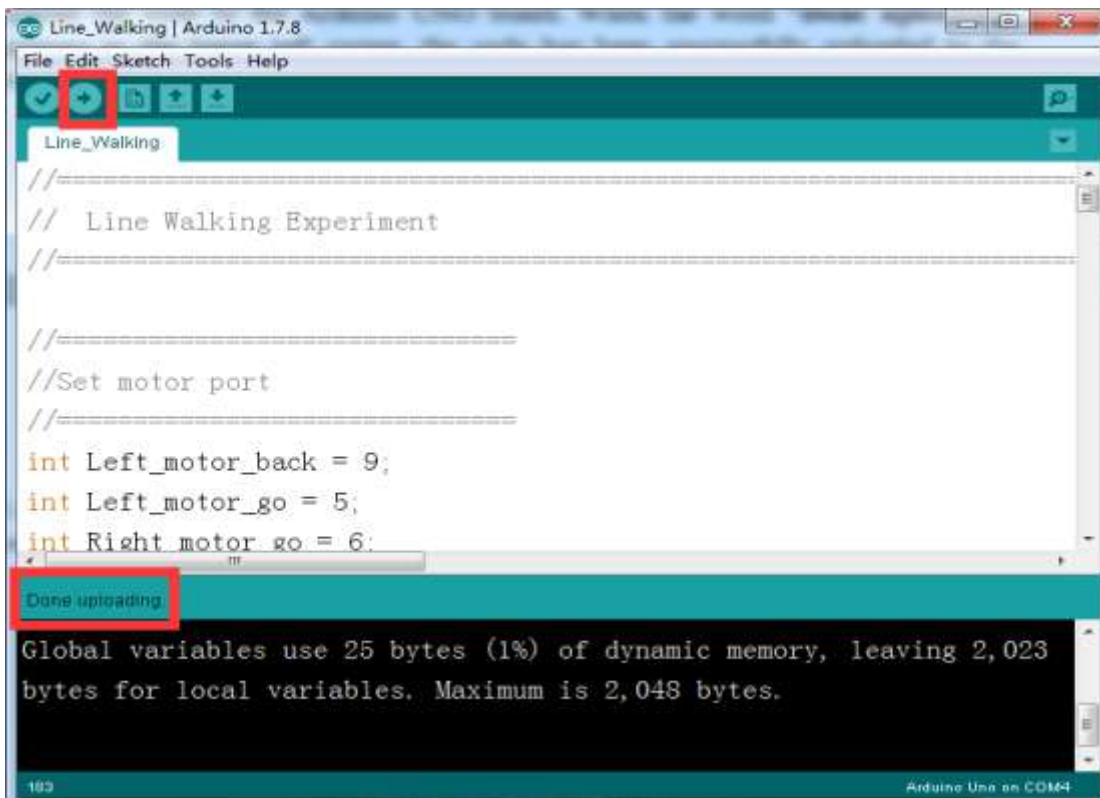 Line_Walking | Arduino 1.7.8
File Edit Sketch Tools Help
Line_Walking
//==================================================================
// Line Walking Experiment
//==================================================================
//==============================
//Set motor port
//==============================
int Left_motor_back = 9;
int Left_motor_go = 5;
int Right_motor_go = 6;
Done uploading.
Global variables use 25 bytes (1%) of dynamic memory, leaving 2,023
bytes for local variables. Maximum is 2,048 bytes.
183
Arduino Uno on COM4